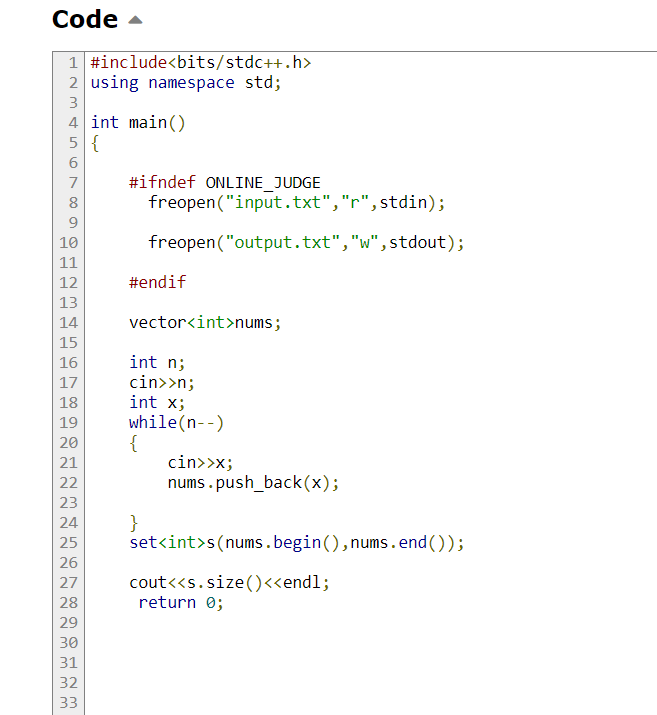 Code
1 #include<bits/stdc++.h>
2 using namespace std;
3
4 int main()
5 {
6
7     #ifndef ONLINE_JUDGE
8       freopen("input.txt","r",stdin);
9
10       freopen("output.txt","w",stdout);
11
12     #endif
13
14     vector<int>nums;
15
16     int n;
17     cin>>n;
18     int x;
19     while(n--)
20     {
21         cin>>x;
22         nums.push_back(x);
23
24     }
25     set<int>s(nums.begin(),nums.end());
26
27     cout<<s.size()<<endl;
28      return 0;
29
30
31
32
33